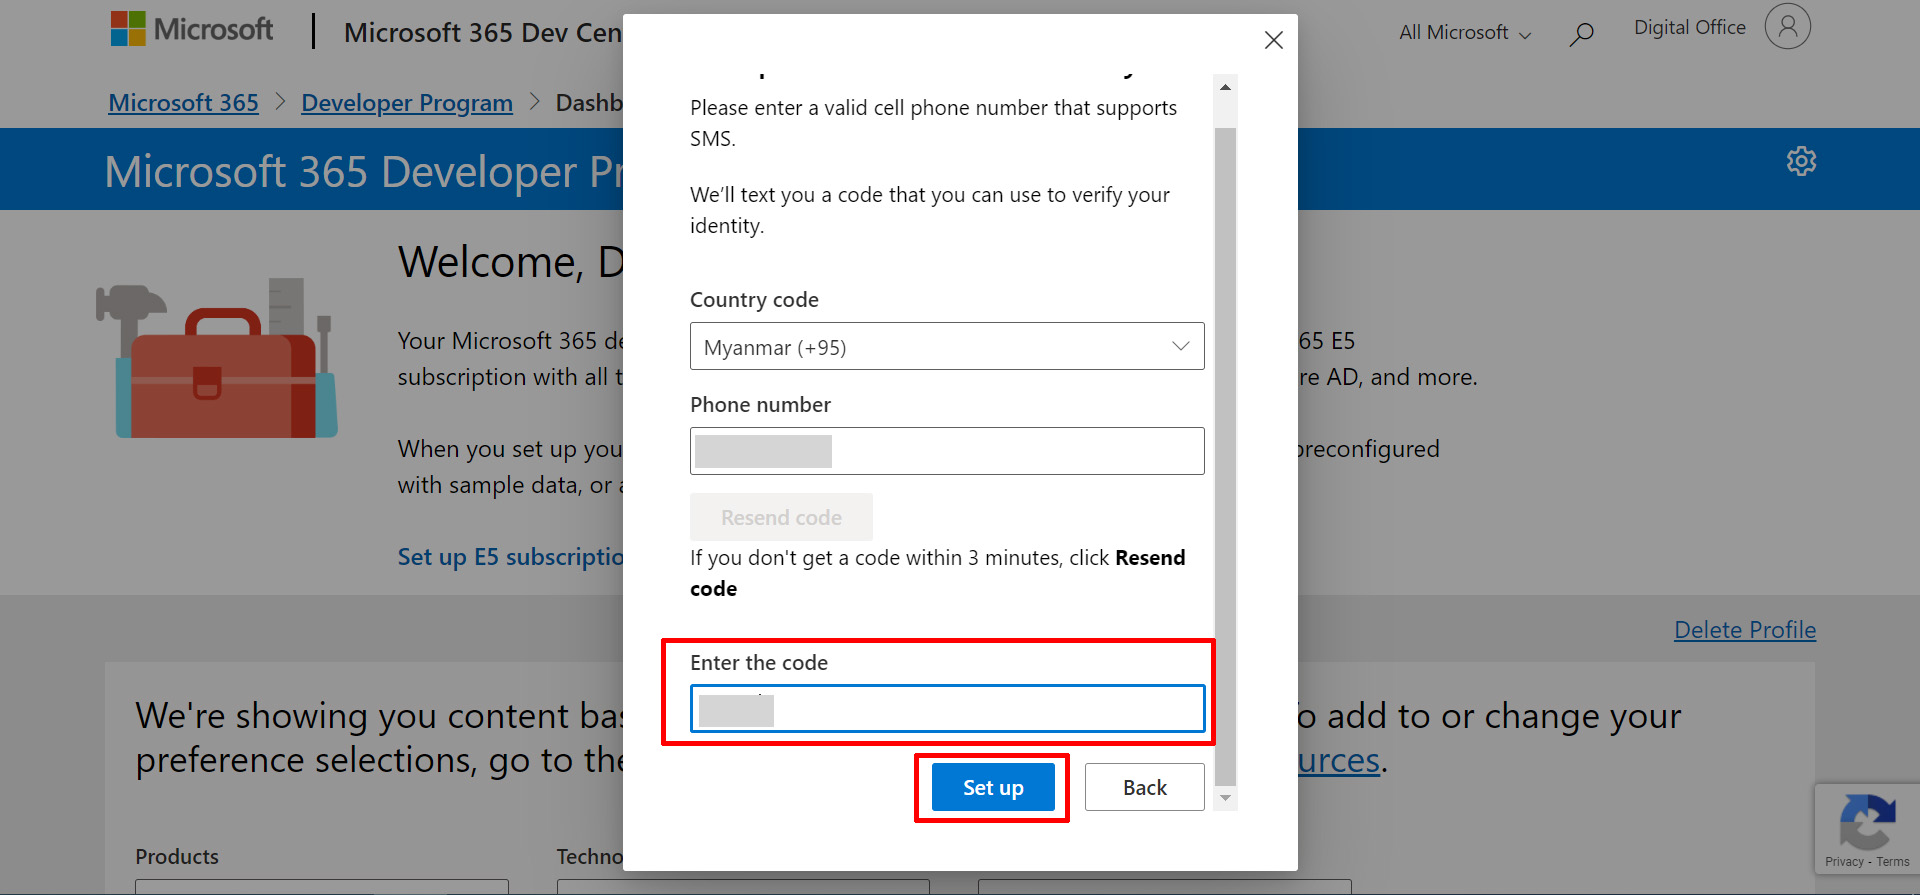 Microsoft
Microsoft 365 Dev Cen
All Microsoft
Digital Office
Microsoft 365 > Developer Program > Dashb
Microsoft 365 Developer Pr
Welcome, D
Your Microsoft 365 de
65 E5
subscription with all t
re AD, and more.
When you set up you
preconfigured
with sample data, or a
Set up E5 subscriptio
Delete Profile
We're showing you content bas
o add to or change your
preference selections, go to the
urces.
Products
Techno
Please enter a valid cell phone number that supports
SMS.
We'll text you a code that you can use to verify your
identity.
Country code
Myanmar (+95)
Phone number
Resend code
If you don't get a code within 3 minutes, click Resend
code
Enter the code
Set up
Back
Privacy - Terms